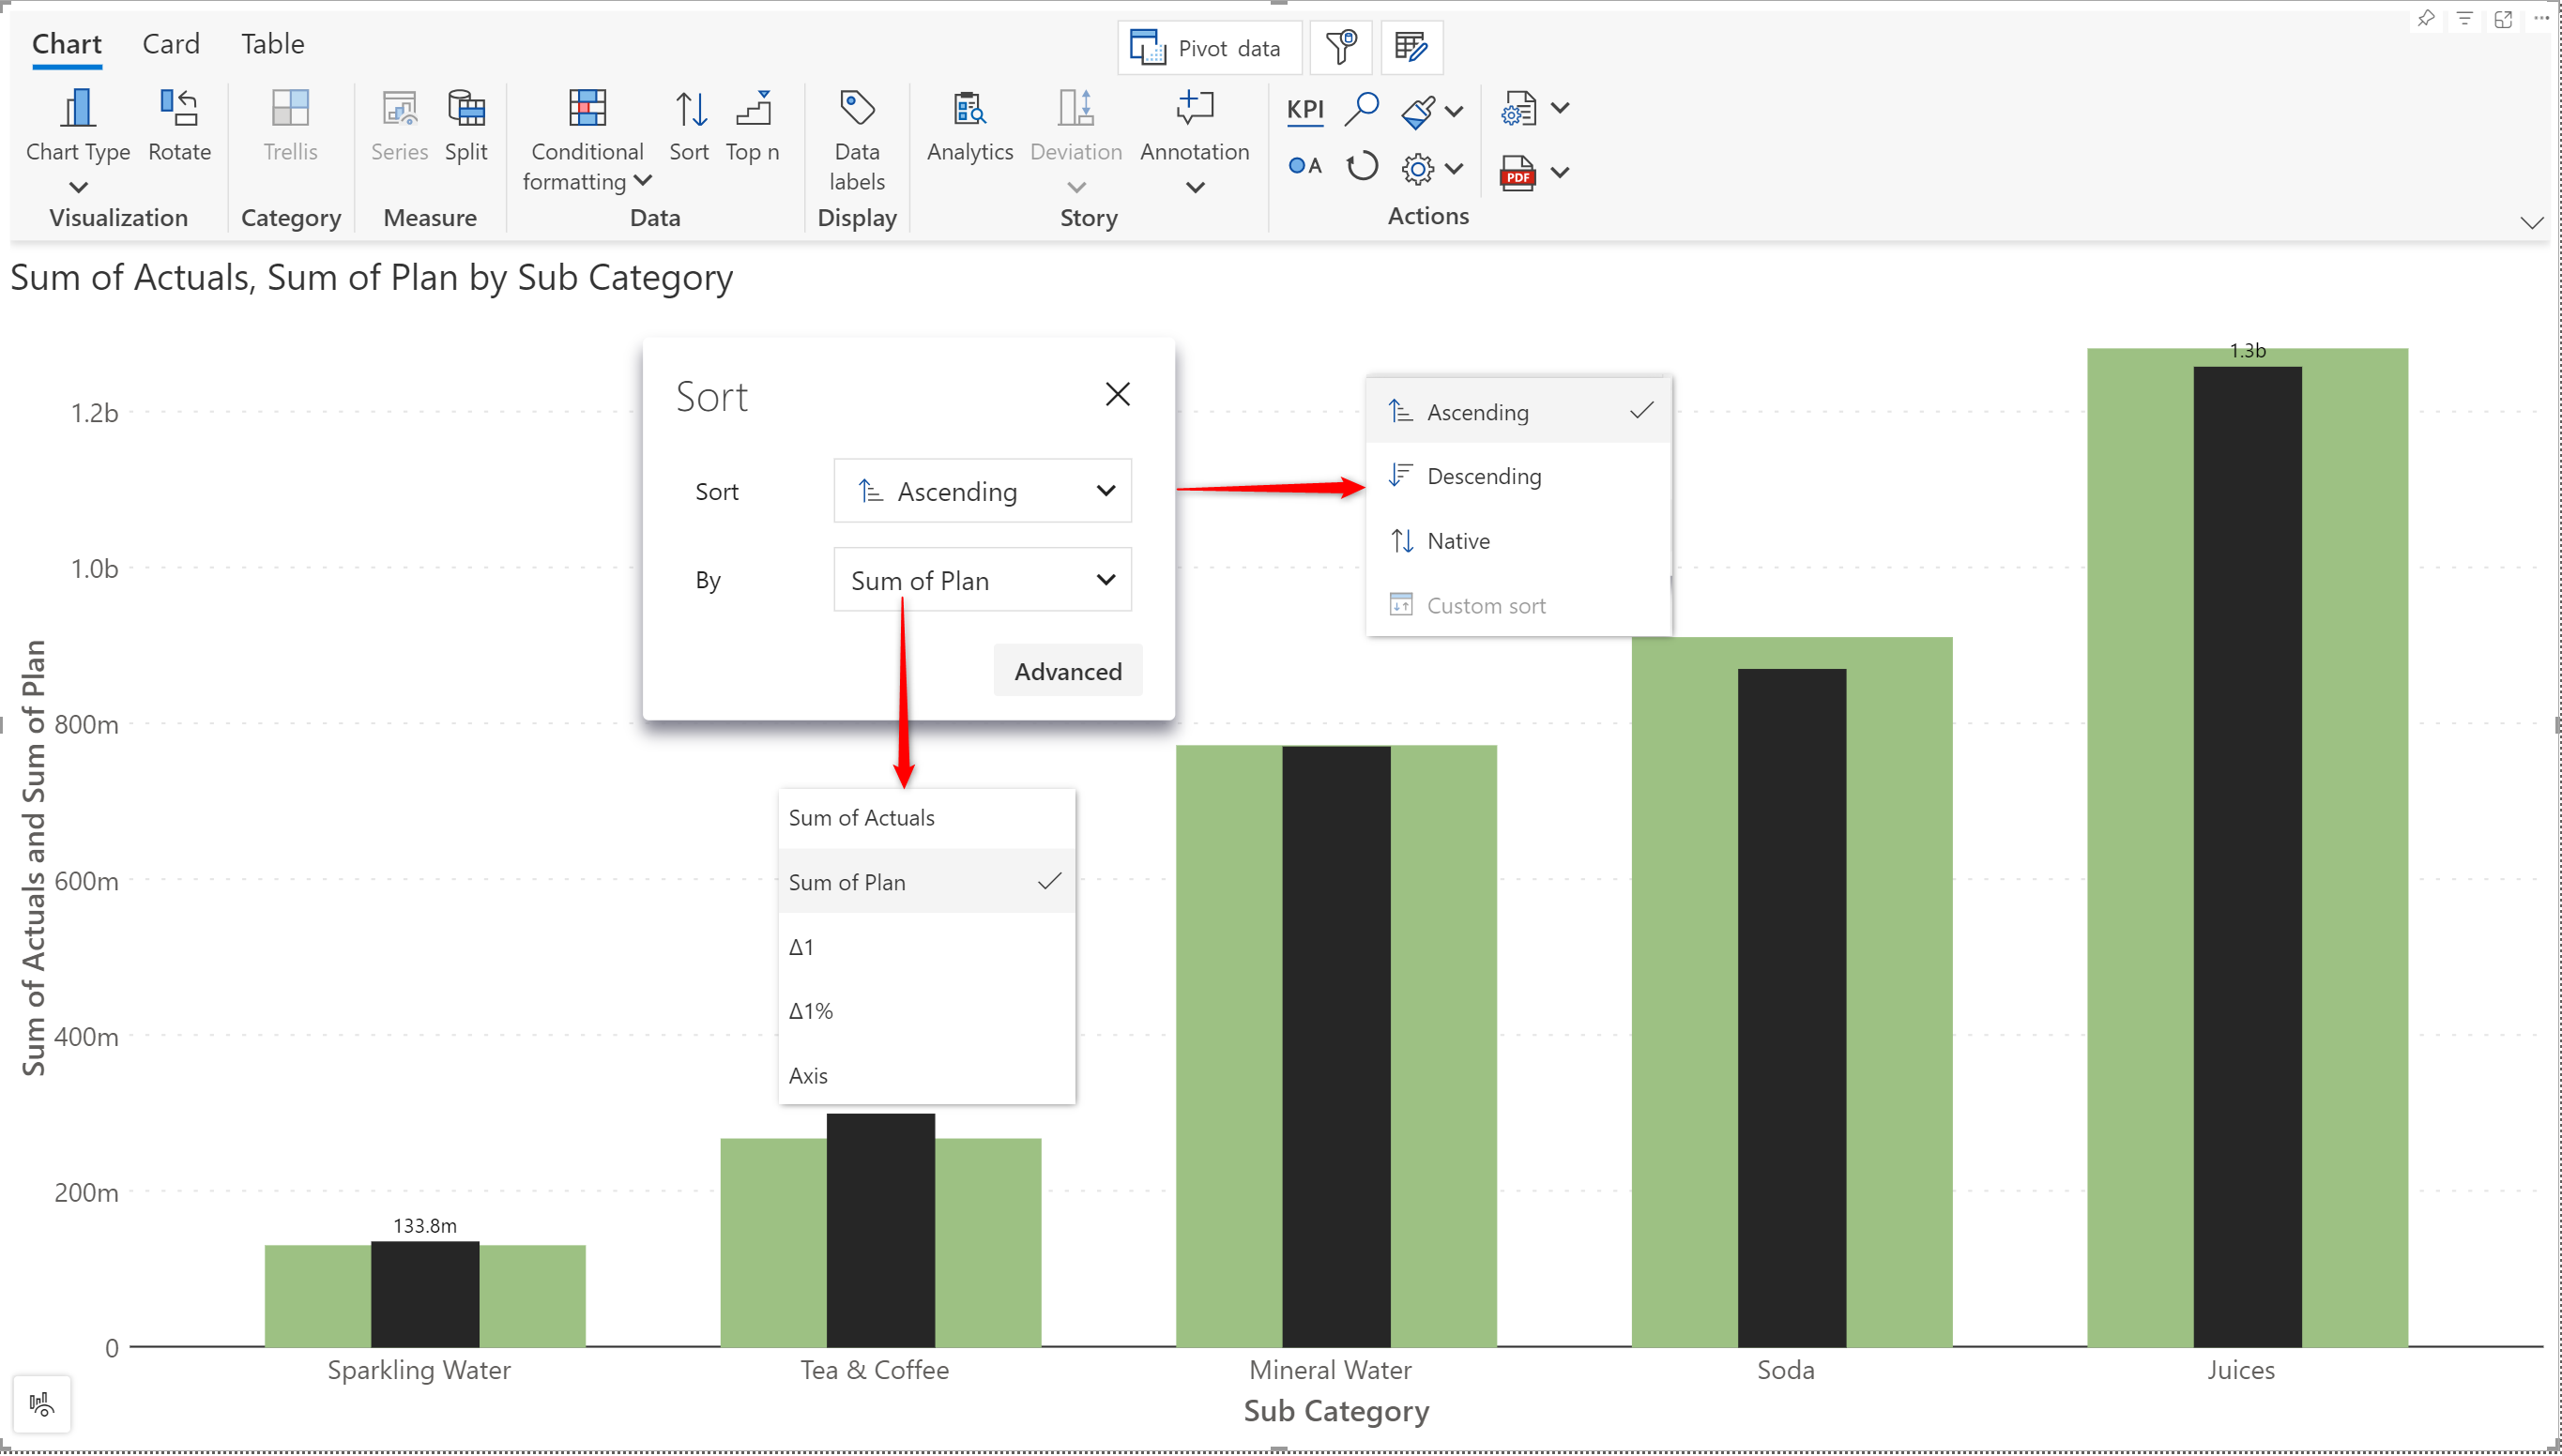 Chart Card Table
Pivot data
Chart Type
Rotate
Visualization
Trellis
Category
Series
Split
Measure
Conditional
formatting
Sort
Top n
Data
Data
labels
Display
Analytics
Deviation
Annotation
Story
KPI
A
PDF
Actions
Sum of Actuals, Sum of Plan by Sub Category
Sort
Sort
Ascending
By
Sum of Plan
Advanced
Ascending
Descending
Native
Custom sort
Sum of Actuals
Sum of Plan
Δ1
Δ1%
Axis
Sum of Actuals and Sum of Plan
1.2b
1.0b
800m
600m
400m
200m
0
133.8m
1.3b
Sparkling Water
Tea & Coffee
Mineral Water
Soda
Juices
Sub Category